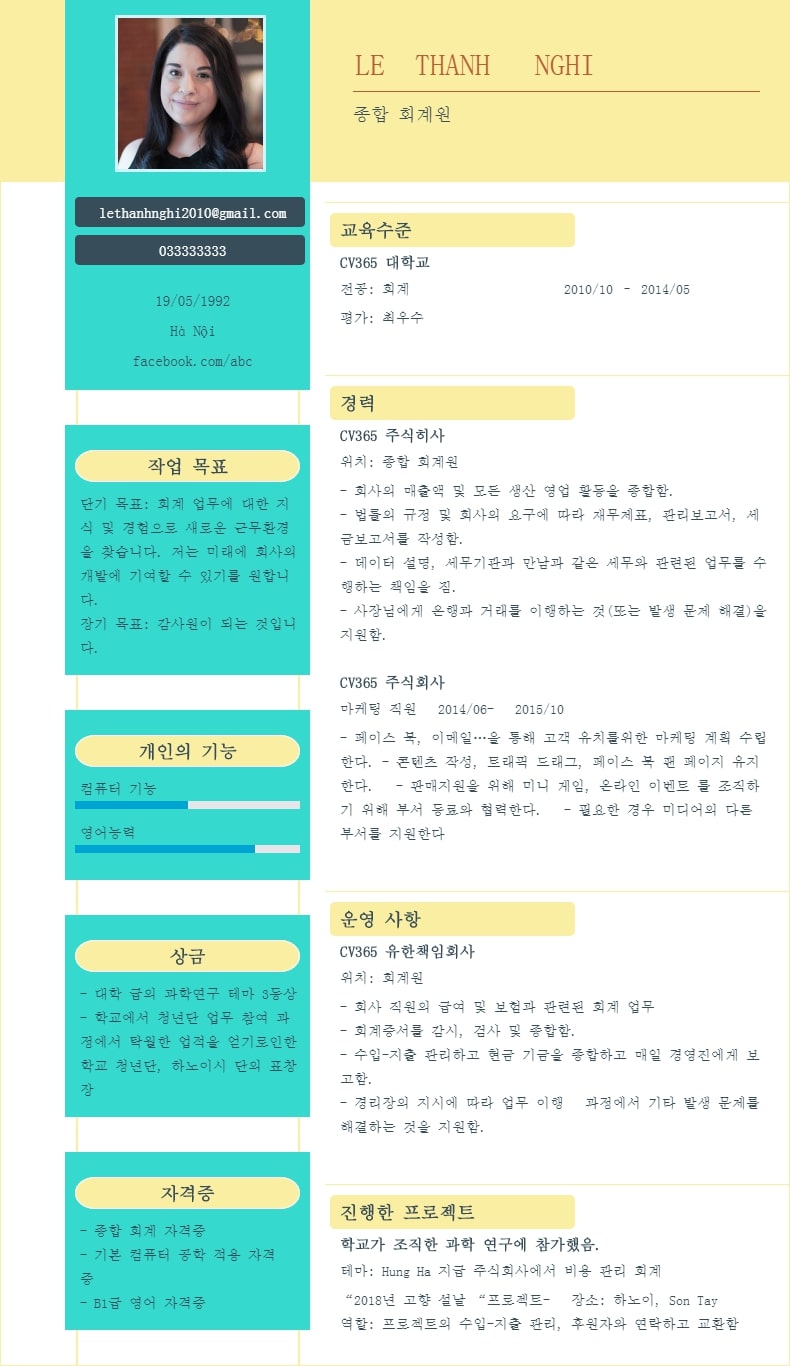 LE THANH NGHI
종합 회계원
lethanhnghi2010@gmail.com
033333333
19/05/1992
Hà Nội
facebook.com/abc
작업 목표
단기 목표: 회계 업무에 대한 지
식 및 경험으로 새로운 근무환경
을 찾습니다. 저는 미래에 회사의
개발에 기여할 수 있기를 원합니
다.
장기 목표: 감사원이 되는 것입니
다.
개인의 기능
컴퓨터 기능
영어능력
상금
- 대학 급의 과학연구 테마 3등상
- 학교에서 청년단 업무 참여 과
정에서 탁월한 업적을 얻기로인한
학교 청년단, 하노이시 단의 표창
장
자격증
- 종합 회계 자격증
- 기본 컴퓨터 공학 적용 자격
증
- B1급 영어 자격증
교육수준
CV365 대학교
전공: 회계 2010/10 - 2014/05
평가: 최우수
경력
CV365 주식히사
위치: 종합 회계원
- 회사의 매출액 및 모든 생산 영업 활동을 종합함.
- 법률의 규정 및 회사의 요구에 따라 재무제표, 관리보고서, 세
금보고서를 작성함.
- 데이터 설명, 세무기관과 만남과 같은 세무와 관련된 업무를 수
행하는 책임을 짐.
- 사장님에게 은행과 거래를 이행하는 것(또는 발생 문제 해결)을
지원함.
CV365 주식회사
마케팅 직원 2014/06- 2015/10
- 페이스 북, 이메일…을 통해 고객 유치를위한 마케팅 계획 수립
한다. - 콘텐츠 작성, 트래픽 드래그, 페이스 북 팬 페이지 유지
한다. - 판매지원을 위해 미니 게임, 온라인 이벤트 를 조직하
기 위해 부서 동료와 협력한다. - 필요한 경우 미디어의 다른
부서를 지원한다
운영 사항
CV365 유한책임회사
위치: 회계원
- 회사 직원의 급여 및 보험과 관련된 회계 업무
- 회계증서를 감시, 검사 및 종합함.
- 수입-지출 관리하고 현금 기금을 종합하고 매일 경영진에게 보
고함.
- 경리장의 지시에 따라 업무 이행 과정에서 기타 발생 문제를
해결하는 것을 지원함.
진행한 프로젝트
학교가 조직한 과학 연구에 참가했음.
테마: Hung Ha 지급 주식회사에서 비용 관리 회계
“2018년 고향 설날 “프로젝트- 장소: 하노이, Son Tay
역할: 프로젝트의 수입-지출 관리, 후원자와 연락하고 교환함